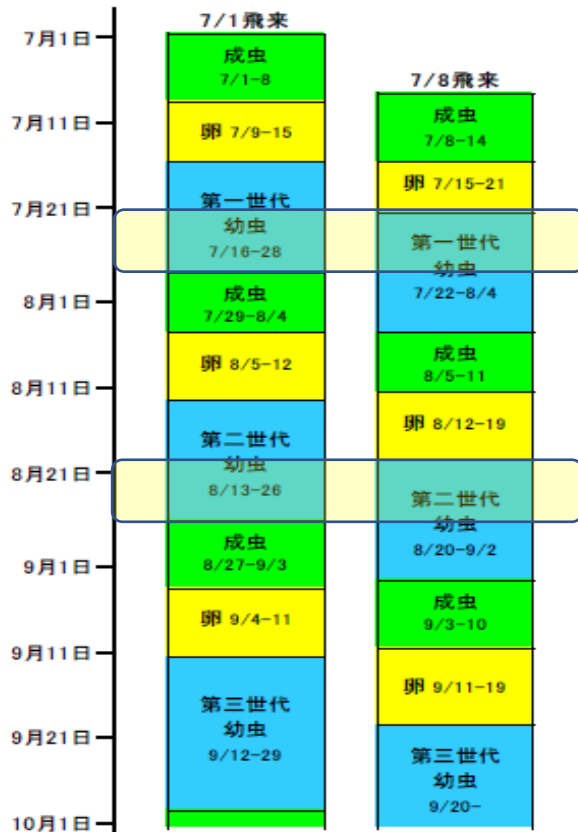 7/1飛来
7月1日
成虫
7/1-8
7月11日
卵 7/9-15
7月21日
第一世代
幼虫
7/16-28
8月1日
成虫
7/29-8/4
卵 8/5-12
8月11日
第二世代
幼虫
8/13-26
8月21日
成虫
8/27-9/3
9月1日
卵 9/4-11
9月11日
第三世代
幼虫
9/12-29
9月21日
10月1日
7/8飛来
成虫
7/8-14
卵 7/15-21
第一世代
幼虫
7/22-8/4
成虫
8/5-11
卵 8/12-19
第二世代
幼虫
8/20-9/2
成虫
9/3-10
卵 9/11-19
第三世代
幼虫
9/20-